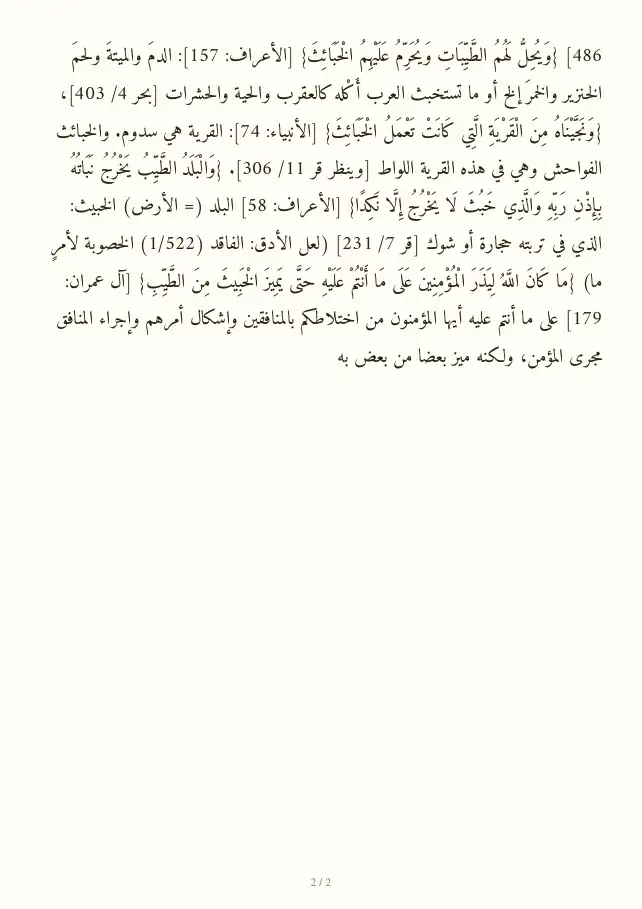 486] {وَيُحِلُّ لَهُمُ الطَّيِّبَاتِ وَيُحَرِّمُ عَلَيْهِمُ الْخَبَائِثَ} [الأعراف: 157]: الدمَ والميتةَ ولحمَ
الخنزير والخمرَ إلخ أو ما تستخبث العرب أَكْله كالعقرب والحية والحشرات [بحر 4/ 403]،
{وَنَجَّيْنَاهُ مِنَ الْقَرْيَةِ الَّتِي كَانَتْ تَعْمَلُ الْخَبَائِثَ} [الأنبياء: 74]: القرية هي سدوم. والخبائث
الفواحش وهي في هذه القرية اللواط [وينظر قر 11/ 306]. {وَالْبَلَدُ الطَّيِّبُ يَخْرُجُ نَبَاتُهُ
بِإِذْنِ رَبِّهِ وَالَّذِي خَبُثَ لَا يَخْرُجُ إِلَّا نَكِدًا} [الأعراف: 58] البلد (= الأرض) الخبيث:
الذي في تربته حجارة أو شوك [قر 7/ 231] (لعل الأدق: الفاقد (1/522) الخصوبة لأمرٍ
ما) {مَا كَانَ اللَّهُ لِيَذَرَ الْمُؤْمِنِينَ عَلَى مَا أَنْتُمْ عَلَيْهِ حَتَّى يَمِيزَ الْخَبِيثَ مِنَ الطَّيِّبِ} [آل عمران:
179] على ما أنتم عليه أيها المؤمنون من اختلاطكم بالمنافقين وإشكال أمرهم وإجراء المنافق
مجرى المؤمن، ولكنه ميز بعضا من بعض به
2 / 2